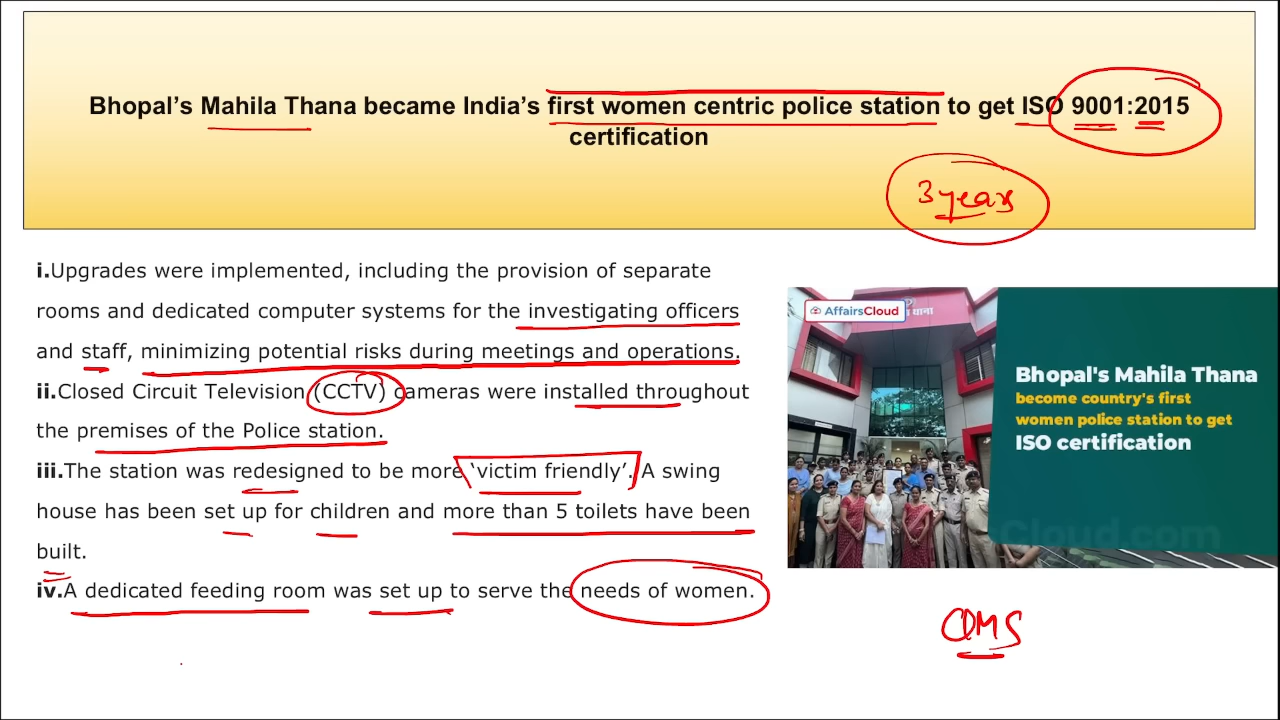 Bhopal's Mahila Thana became India's first women centric police station to get ISO 9001:2015
certification
3 years
i.Upgrades were implemented, including the provision of separate
rooms and dedicated computer systems for the investigating officers
and staff, minimizing potential risks during meetings and operations.
ii.Closed Circuit Television (CCTV) cameras were installed throughout
the premises of the Police station.
iii.The station was redesigned to be more 'victim friendly'. A swing
house has been set up for children and more than 5 toilets have been
built.
iv.A dedicated feeding room was set up to serve the needs of women.
AffairsCloud
थाना
Bhopal's Mahila Thana
become country's first
women police station to get
ISO certification
Cloud.com